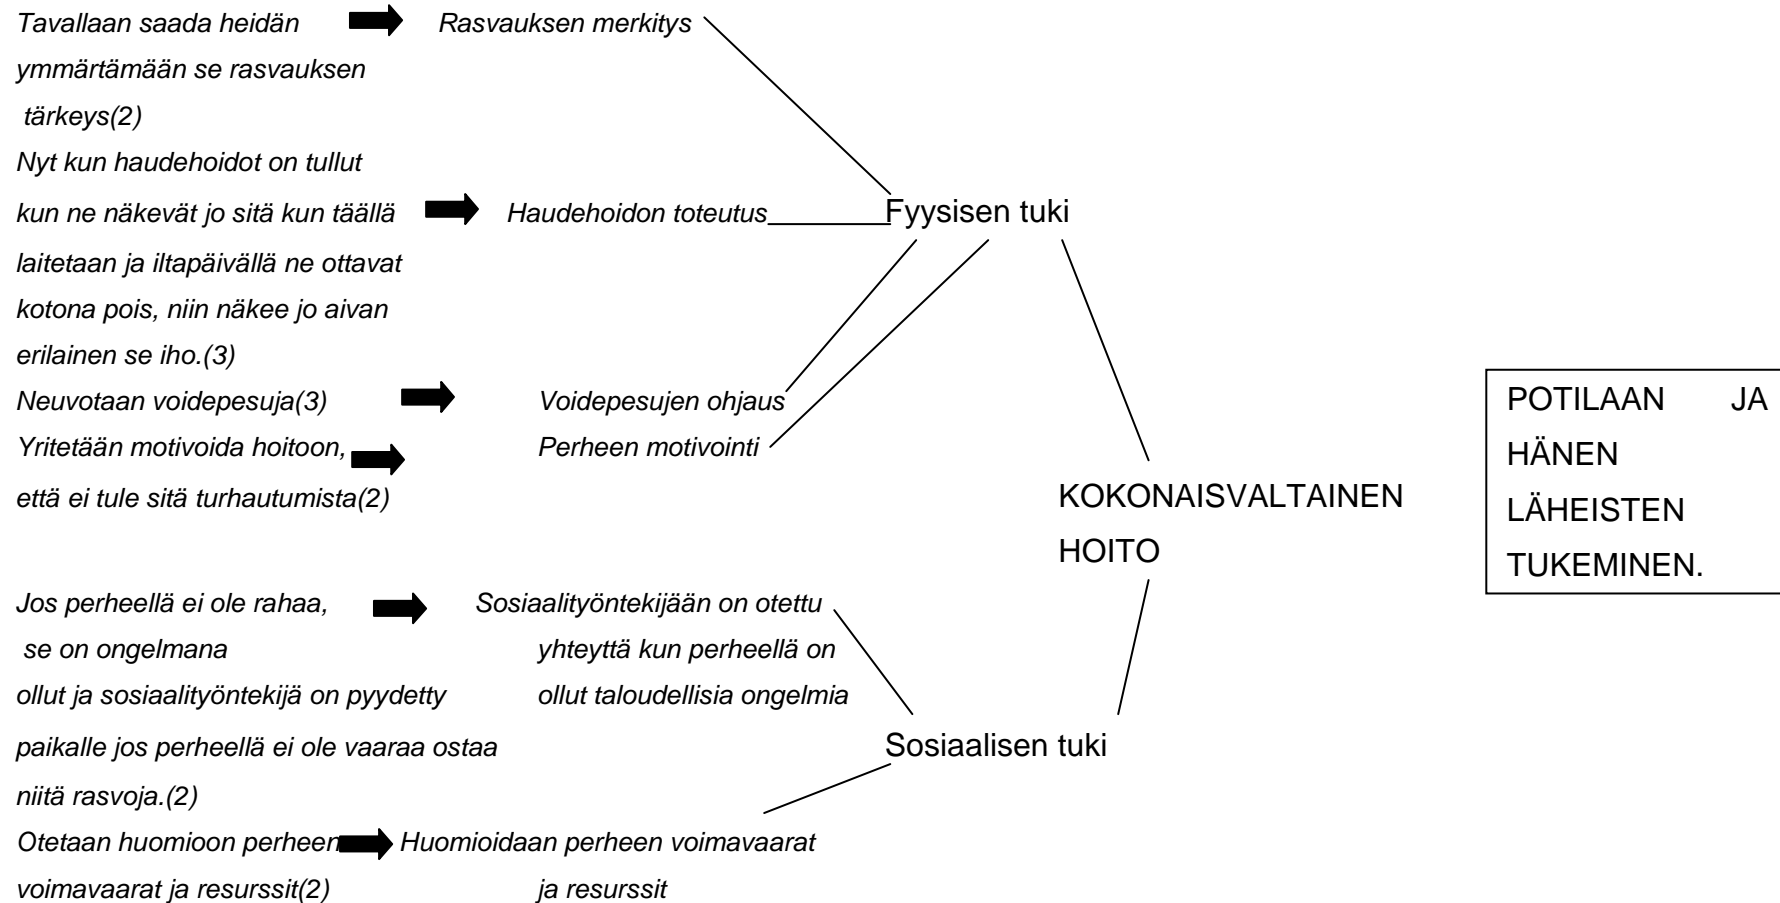 Tavallaan saada heidän
Rasvauksen merkitys
ymmärtämään se rasvauksen
tärkeys(2)
Nyt kun haudehoidot on tullut
kun ne näkevät jo sitä kun täällä
Haudehoidon toteutus
Fyysisen tuki
laitetaan ja iltapäivällä ne ottavat
kotona pois, niin näkee jo aivan
erilainen se iho.(3)
Neuvotaan voidepesuja(3)
Voidepesujen ohjaus
Yritetään motivoida hoitoon,
Perheen motivointi
että ei tule sitä turhautumista(2)
KOKONAISVALTAINEN
HOITO
POTILAAN JA
HÄNEN
LÄHEISTEN
TUKEMINEN.
Jos perheellä ei ole rahaa,
Sosiaalityöntekijään on otettu
se on ongelmana
yhteyttä kun perheellä on
ollut ja sosiaalityöntekijä on pyydetty
ollut taloudellisia ongelmia
paikalle jos perheellä ei ole vaaraa ostaa
Sosiaalisen tuki
niitä rasvoja.(2)
Otetaan huomioon perheen
Huomioidaan perheen voimavaarat
voimavaarat ja resurssit(2)
ja resurssit